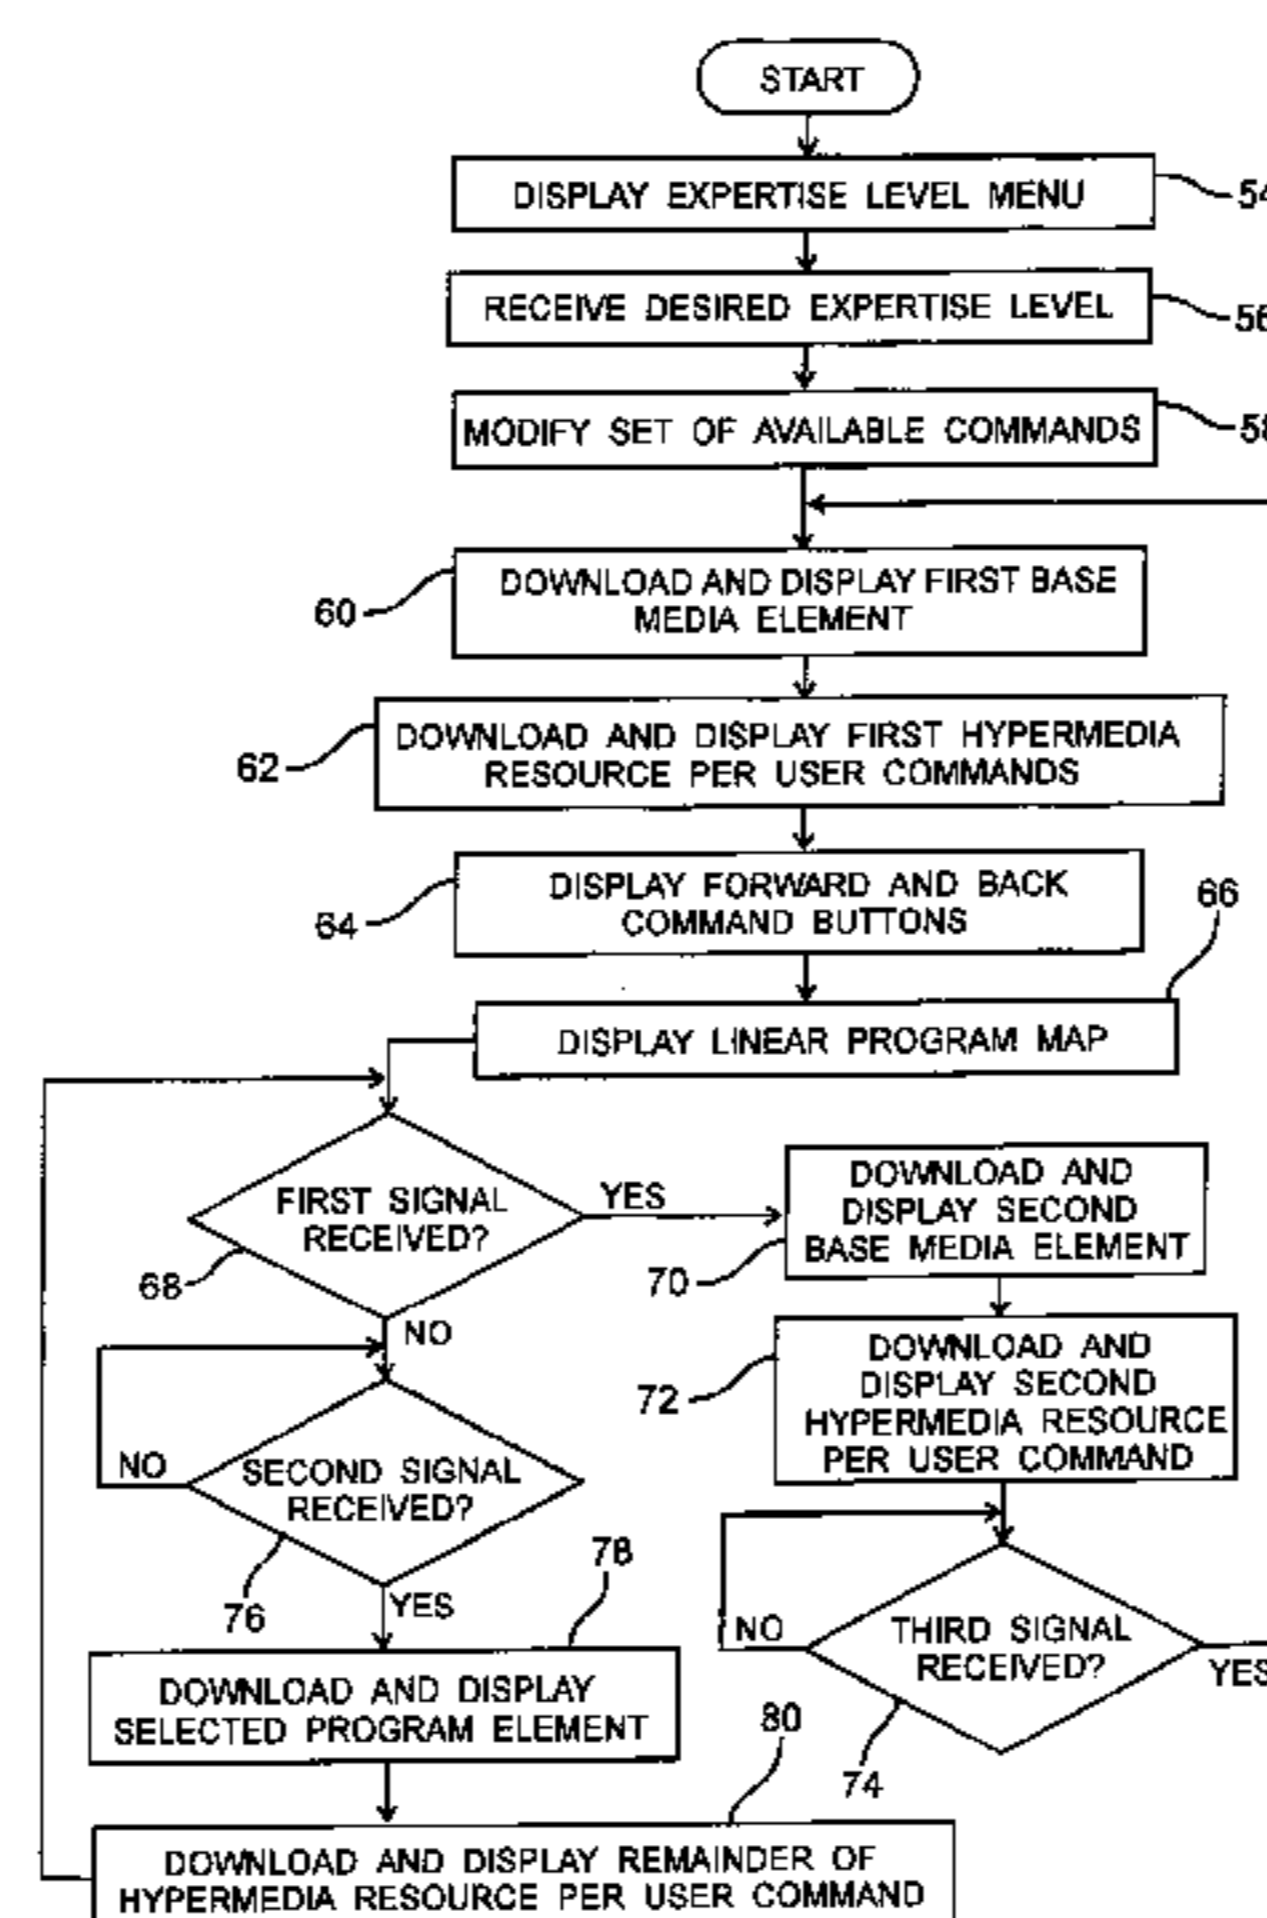 START
DISPLAY EXPERTISE LEVEL MENU
54
RECEIVE DESIRED EXPERTISE LEVEL
56
MODIFY SET OF AVAILABLE COMMANDS
58
DOWNLOAD AND DISPLAY FIRST BASE
MEDIA ELEMENT
60
DOWNLOAD AND DISPLAY FIRST HYPERMEDIA
RESOURCE PER USER COMMANDS
62
DISPLAY FORWARD AND BACK
COMMAND BUTTONS
64
66
DISPLAY LINEAR PROGRAM MAP
FIRST SIGNAL
RECEIVED?
68
YES
NO
DOWNLOAD AND
DISPLAY SECOND
BASE MEDIA ELEMENT
70
DOWNLOAD AND
DISPLAY SECOND
HYPERMEDIA RESOURCE
PER USER COMMAND
72
SECOND SIGNAL
RECEIVED?
NO
76
YES
78
THIRD SIGNAL
RECEIVED?
NO
YES
74
DOWNLOAD AND DISPLAY
SELECTED PROGRAM ELEMENT
80
DOWNLOAD AND DISPLAY REMAINDER OF
HYPERMEDIA RESOURCE PER USER COMMAND